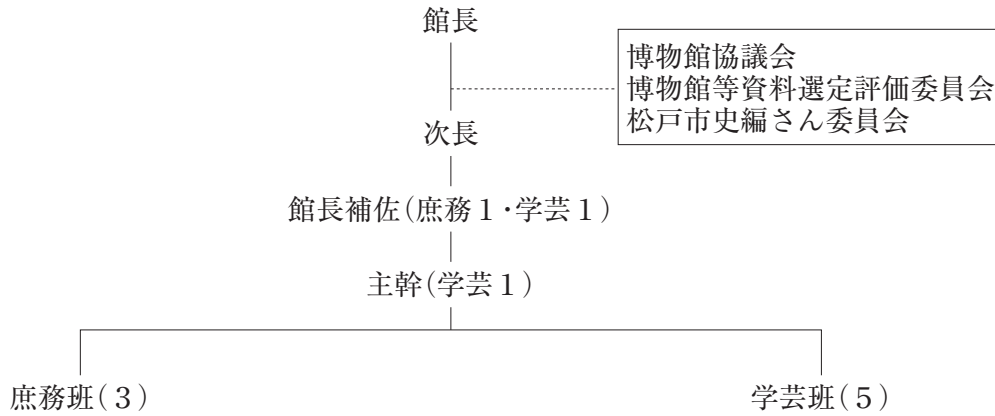 館長
博物館協議会
博物館等資料選定評価委員会
松戸市史編さん委員会
次長
館長補佐(庶務1・学芸1)
主幹(学芸1)
庶務班(3)
学芸班(5)